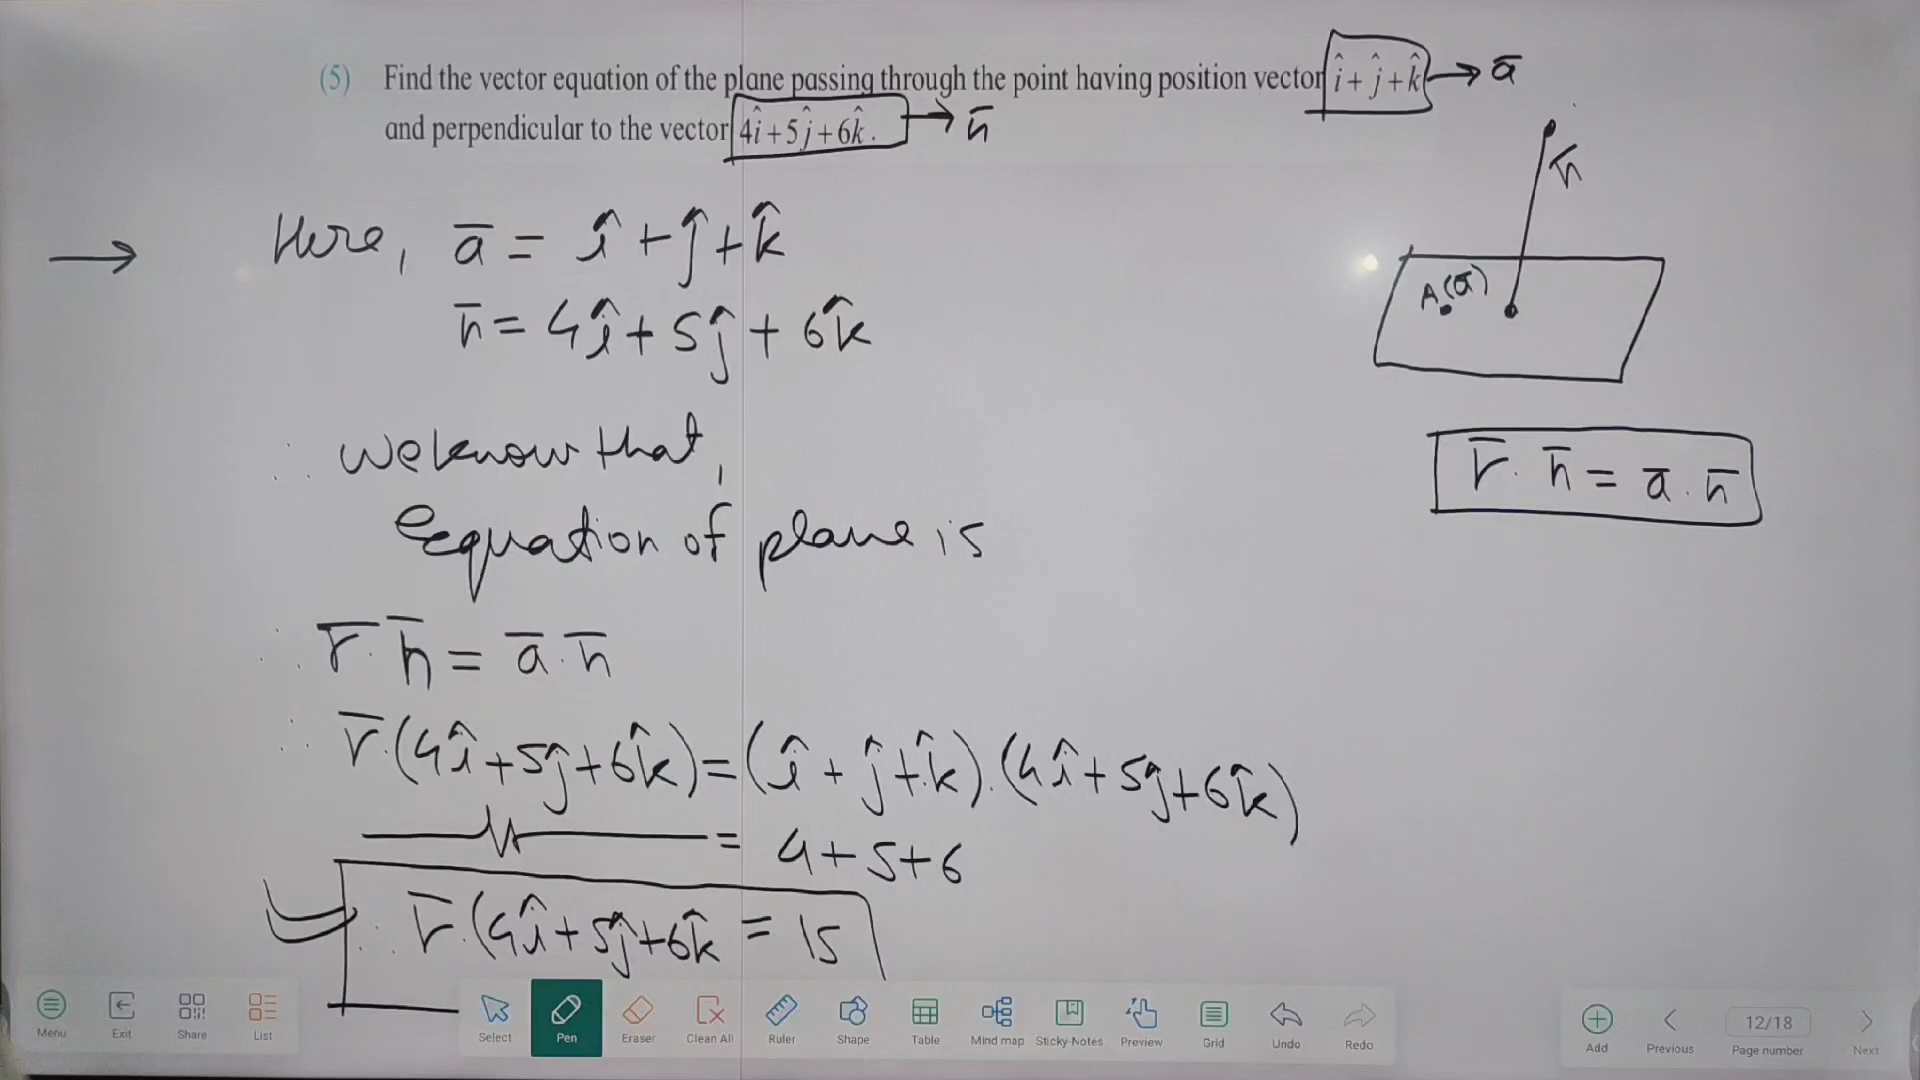 (5) Find the vector equation of the plane passing through the point having position vector î + ĵ + k̂ → a̅
and perpendicular to the vector 4î + 5ĵ + 6k̂. → n̅
n̅
A(a̅)
r̅ . n̅ = a̅ . n̅
→ Here, a̅ = î + ĵ + k̂
n̅ = 4î + 5ĵ + 6k̂
∴ we know that,
Equation of plane is
∴ r̅ . n̅ = a̅ . n̅
∴ r̅.(4î + 5ĵ + 6k̂) = (î + ĵ + k̂).(4î + 5j + 6k̂)
= 4 + 5 + 6
∴ r̅.(4î + 5ĵ + 6k̂ = 15
Menu Exit Share List Select Pen Eraser Clean All Ruler Shape Table Mind map Sticky-Notes Preview Grid Undo Redo Add Previous 12/18 Page number Next